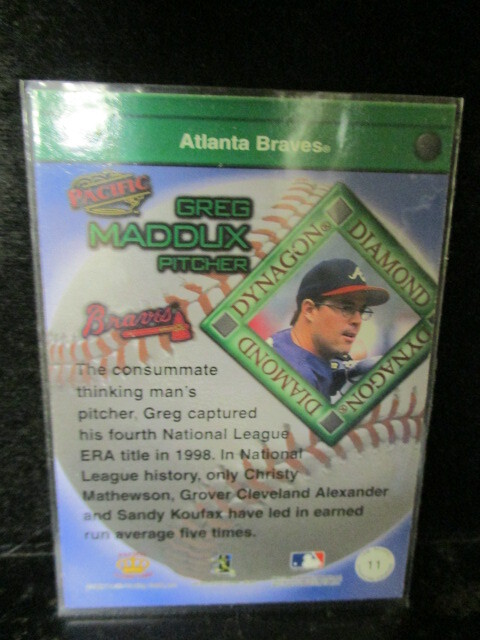 Atlanta Braves®
PACIFIC
GREG
MADDUX
PITCHER
DYNAGON®
DIAMOND
DIAMOND
DYNAGON®
A
Braves
The consummate
thinking man's
pitcher, Greg captured
his fourth National League
ERA title in 1998. In National
League history, only Christy
Mathewson, Grover Cleveland Alexander
and Sandy Koufax have led in earned
run average five times.
11